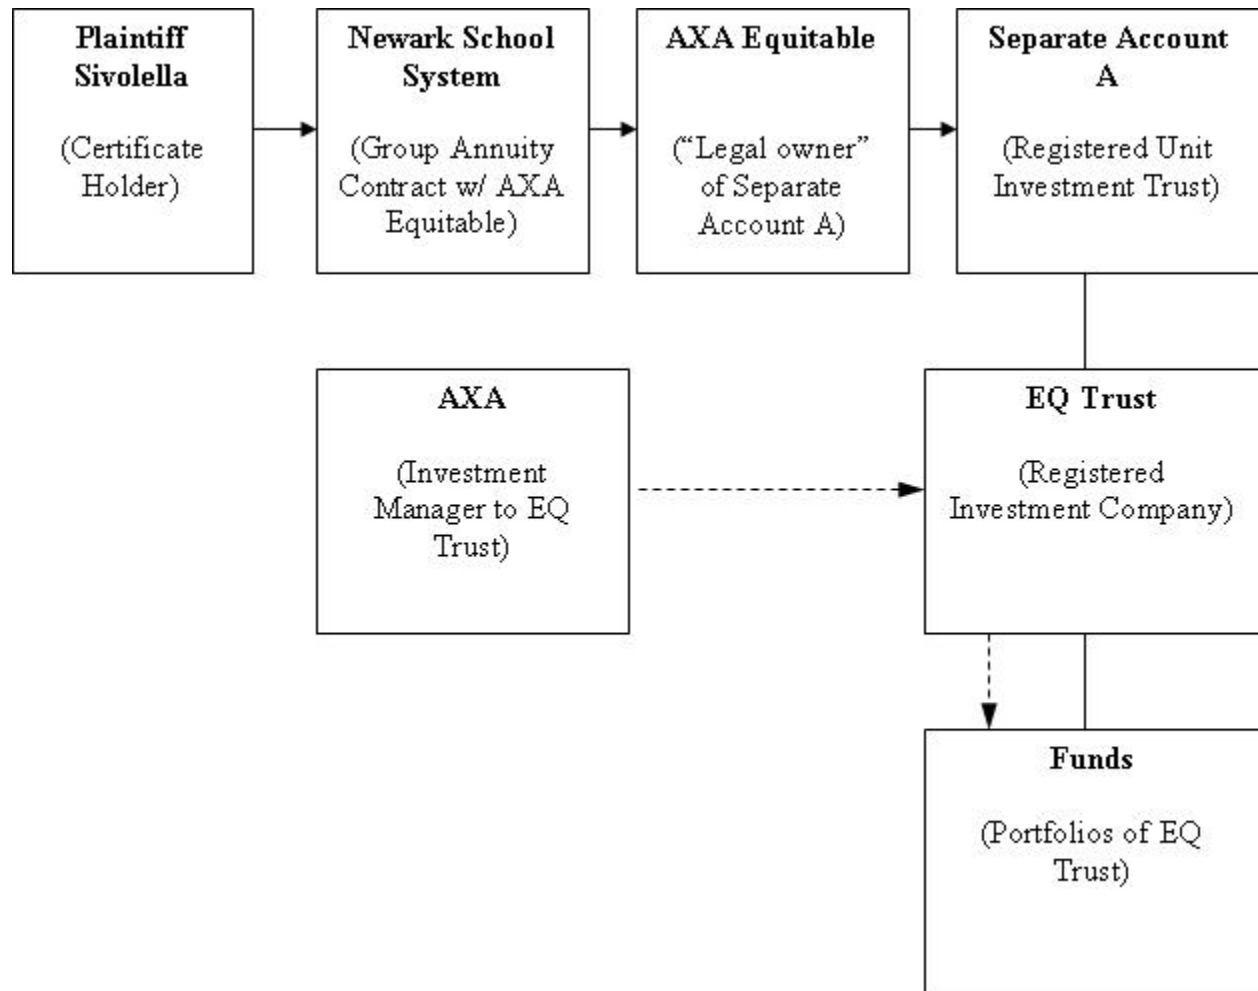 Plaintiff
Sivolella
(Certificate
Holder)
Newark School
System
(Group Annuity
Contract w/ AXA
Equitable)
AXA Equitable
(“Legal owner”
of Separate
Account A)
Separate Account
A
(Registered Unit
Investment Trust)
AXA
(Investment
Manager to EQ
Trust)
EQ Trust
(Registered
Investment Company)
Funds
(Portfolios of EQ
Trust)